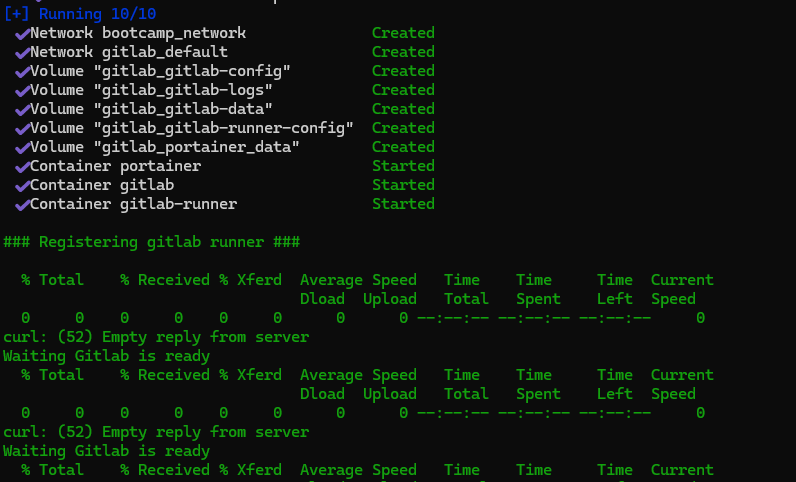 [+] Running 10/10
✔Network bootcamp_network Created
✔Network gitlab_default Created
✔Volume "gitlab_gitlab-config" Created
✔Volume "gitlab_gitlab-logs" Created
✔Volume "gitlab_gitlab-data" Created
✔Volume "gitlab_gitlab-runner-config" Created
✔Volume "gitlab_portainer_data" Created
✔Container portainer Started
✔Container gitlab Started
✔Container gitlab-runner Started
### Registering gitlab runner ###
% Total % Received % Xferd Average Speed Time Time Time Current
Dload Upload Total Spent Left Speed
0 0 0 0 0 0 0 0 --:--:-- --:--:-- --:--:-- 0
curl: (52) Empty reply from server
Waiting Gitlab is ready
% Total % Received % Xferd Average Speed Time Time Time Current
Dload Upload Total Spent Left Speed
0 0 0 0 0 0 0 0 --:--:-- --:--:-- --:--:-- 0
curl: (52) Empty reply from server
Waiting Gitlab is ready
% Total % Received % Xferd Average Speed Time Time Time Current